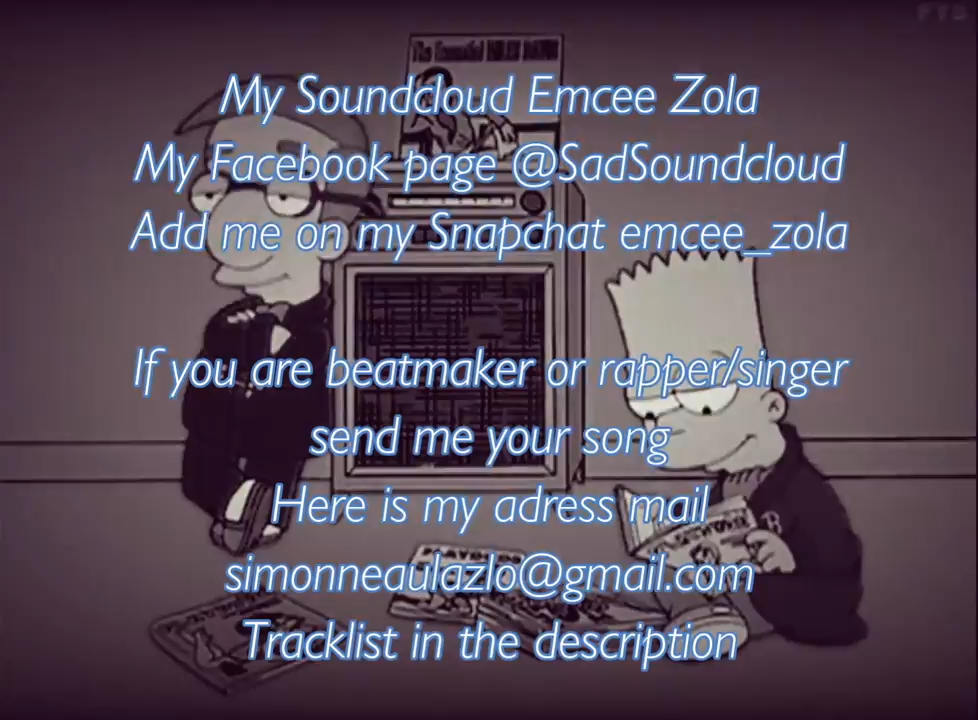 FTS
My Soundcloud Emcee Zola
My Facebook page @SadSoundcloud
Add me on my Snapchat emcee_zola
If you are beatmaker or rapper/singer
send me your song
Here is my adress mail
simonneaulazlo@gmail.com
Tracklist in the description